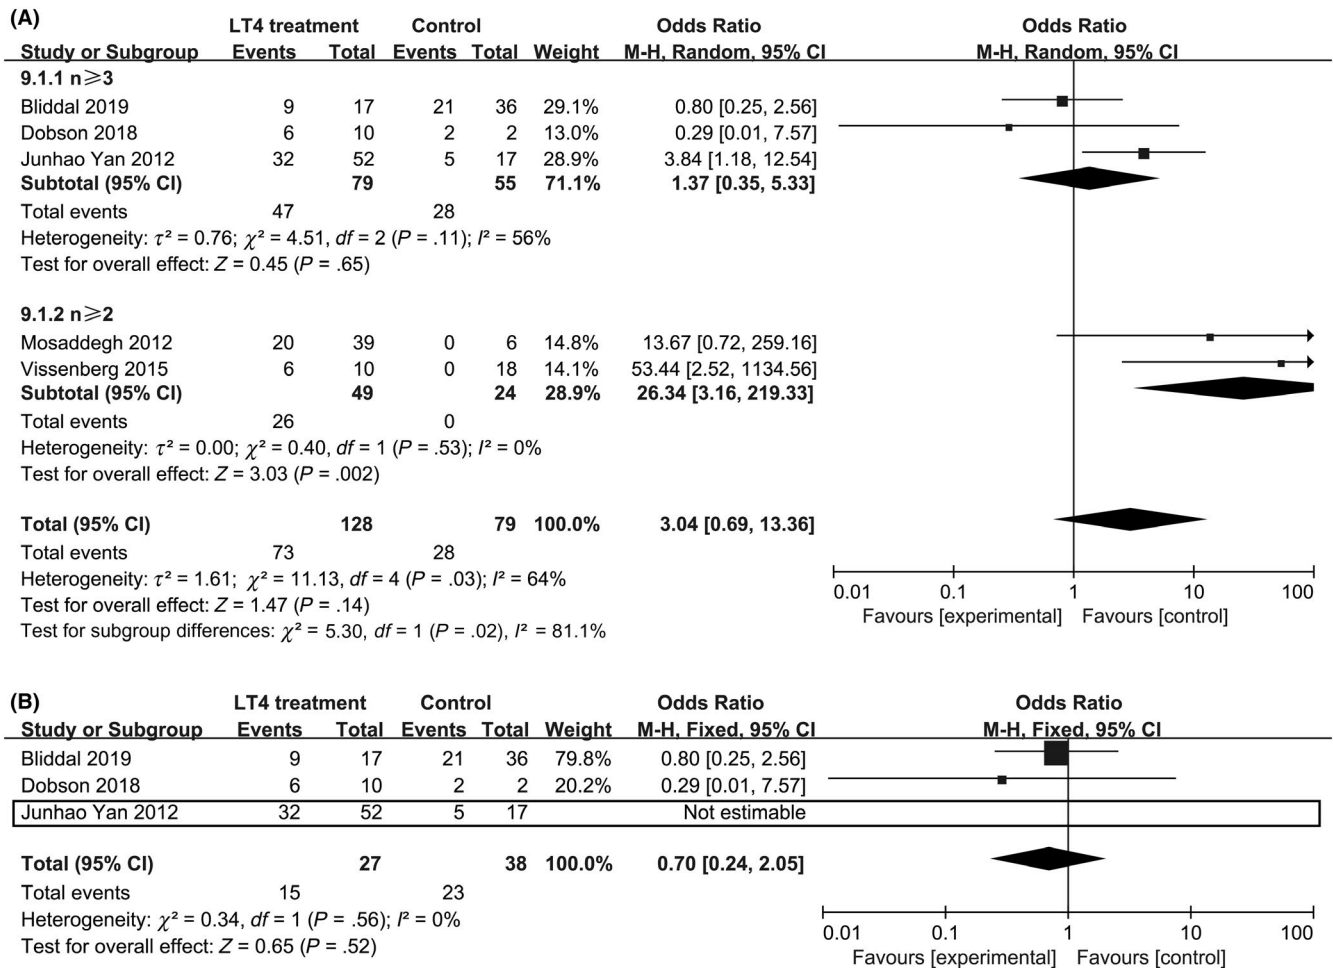 (A)
LT4 treatment Control Odds Ratio Odds Ratio
Study or Subgroup Events Total Events Total Weight M-H, Random, 95% CI M-H, Random, 95% CI
9.1.1 n⩾3
Bliddal 2019 9 17 21 36 29.1% 0.80 [0.25, 2.56]
Dobson 2018 6 10 2 2 13.0% 0.29 [0.01, 7.57]
Junhao Yan 2012 32 52 5 17 28.9% 3.84 [1.18, 12.54]
Subtotal (95% CI) 79 55 71.1% 1.37 [0.35, 5.33]
Total events 47 28
Heterogeneity: τ² = 0.76; χ² = 4.51, df = 2 (P = .11); I² = 56%
Test for overall effect: Z = 0.45 (P = .65)
9.1.2 n⩾2
Mosaddegh 2012 20 39 0 6 14.8% 13.67 [0.72, 259.16]
Vissenberg 2015 6 10 0 18 14.1% 53.44 [2.52, 1134.56]
Subtotal (95% CI) 49 24 28.9% 26.34 [3.16, 219.33]
Total events 26 0
Heterogeneity: τ² = 0.00; χ² = 0.40, df = 1 (P = .53); I² = 0%
Test for overall effect: Z = 3.03 (P = .002)
Total (95% CI) 128 79 100.0% 3.04 [0.69, 13.36]
Total events 73 28
Heterogeneity: τ² = 1.61; χ² = 11.13, df = 4 (P = .03); I² = 64%
Test for overall effect: Z = 1.47 (P = .14)
Test for subgroup differences: χ² = 5.30, df = 1 (P = .02), I² = 81.1%
0.01 0.1 1 10 100
Favours [experimental] Favours [control]
(B)
LT4 treatment Control Odds Ratio Odds Ratio
Study or Subgroup Events Total Events Total Weight M-H, Fixed, 95% CI M-H, Fixed, 95% CI
Bliddal 2019 9 17 21 36 79.8% 0.80 [0.25, 2.56]
Dobson 2018 6 10 2 2 20.2% 0.29 [0.01, 7.57]
Junhao Yan 2012 32 52 5 17 Not estimable
Total (95% CI) 27 38 100.0% 0.70 [0.24, 2.05]
Total events 15 23
Heterogeneity: χ² = 0.34, df = 1 (P = .56); I² = 0%
Test for overall effect: Z = 0.65 (P = .52)
0.01 0.1 1 10 100
Favours [experimental] Favours [control]